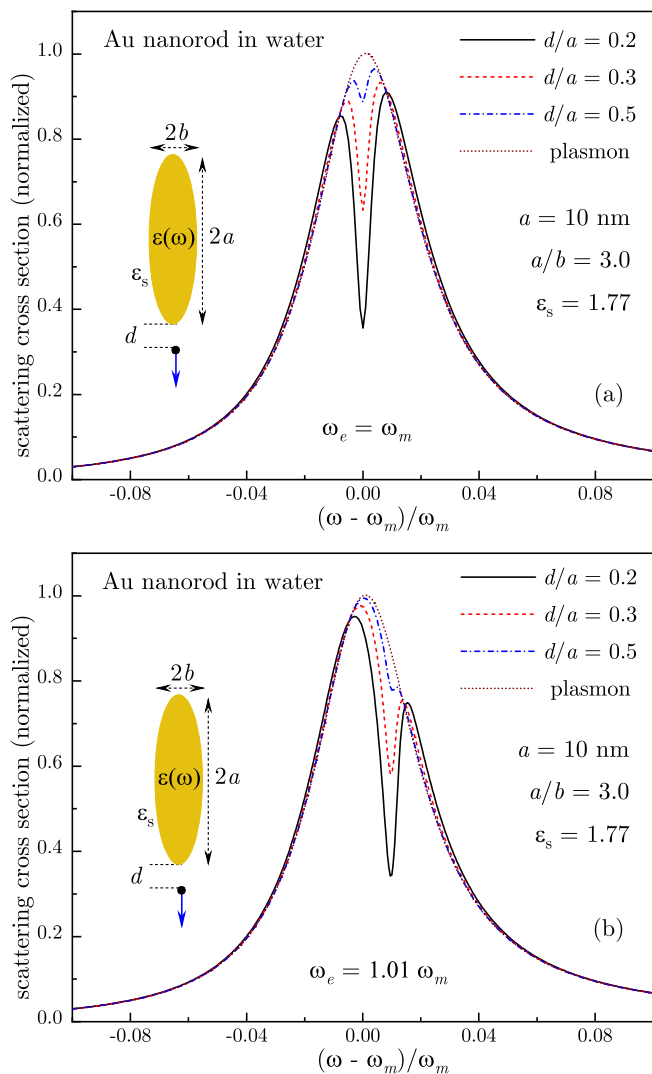 Au nanorod in water
d/a = 0.2
d/a = 0.3
d/a = 0.5
plasmon
a = 10 nm
a/b = 3.0
εs = 1.77
2b
2a
ε(ω)
εs
d
(a)
ωe = ωm
scattering cross section (normalized)
1.0
0.8
0.6
0.4
0.2
0.0
-0.08
-0.04
0.00
0.04
0.08
(ω - ωm)/ωm
Au nanorod in water
d/a = 0.2
d/a = 0.3
d/a = 0.5
plasmon
a = 10 nm
a/b = 3.0
εs = 1.77
2b
2a
ε(ω)
εs
d
(b)
ωe = 1.01 ωm
scattering cross section (normalized)
1.0
0.8
0.6
0.4
0.2
0.0
-0.08
-0.04
0.00
0.04
0.08
(ω - ωm)/ωm